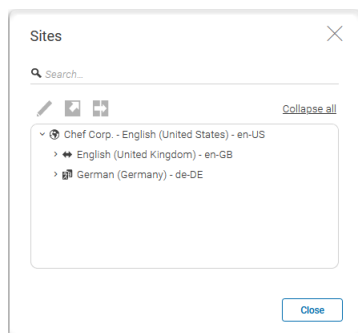 Sites
Search...
Collapse all
Chef Corp. - English (United States) - en-US
English (United Kingdom) - en-GB
German (Germany) - de-DE
Close